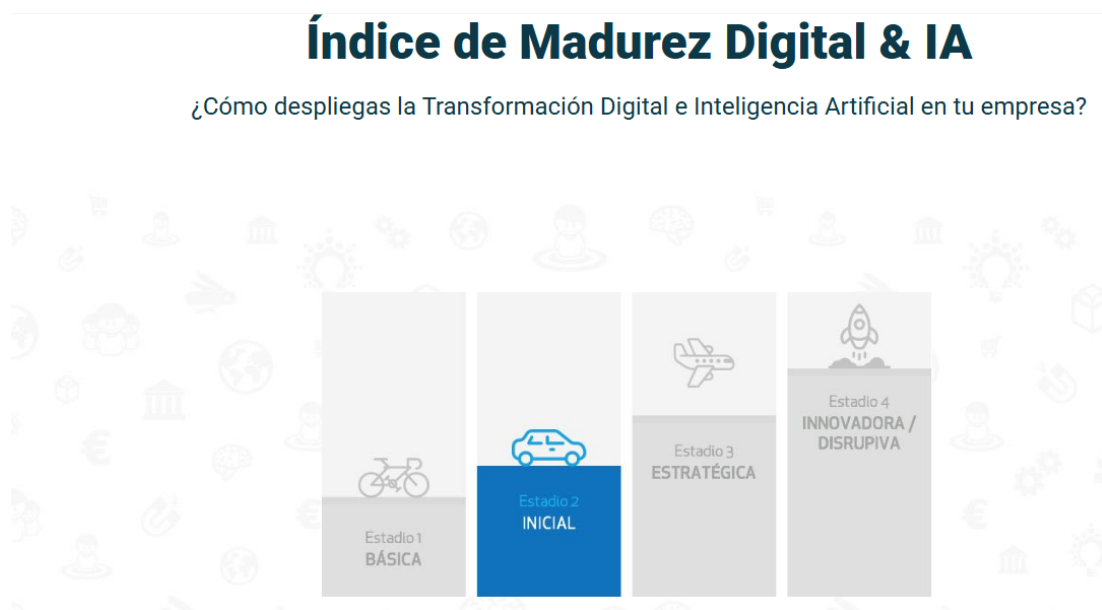 Índice de Madurez Digital & IA
¿Cómo despliegas la Transformación Digital e Inteligencia Artificial en tu empresa?
Estadio 1
BÁSICA
Estadio 2
INICIAL
Estadio 3
ESTRATÉGICA
Estadio 4
INNOVADORA /
DISRUPIVA